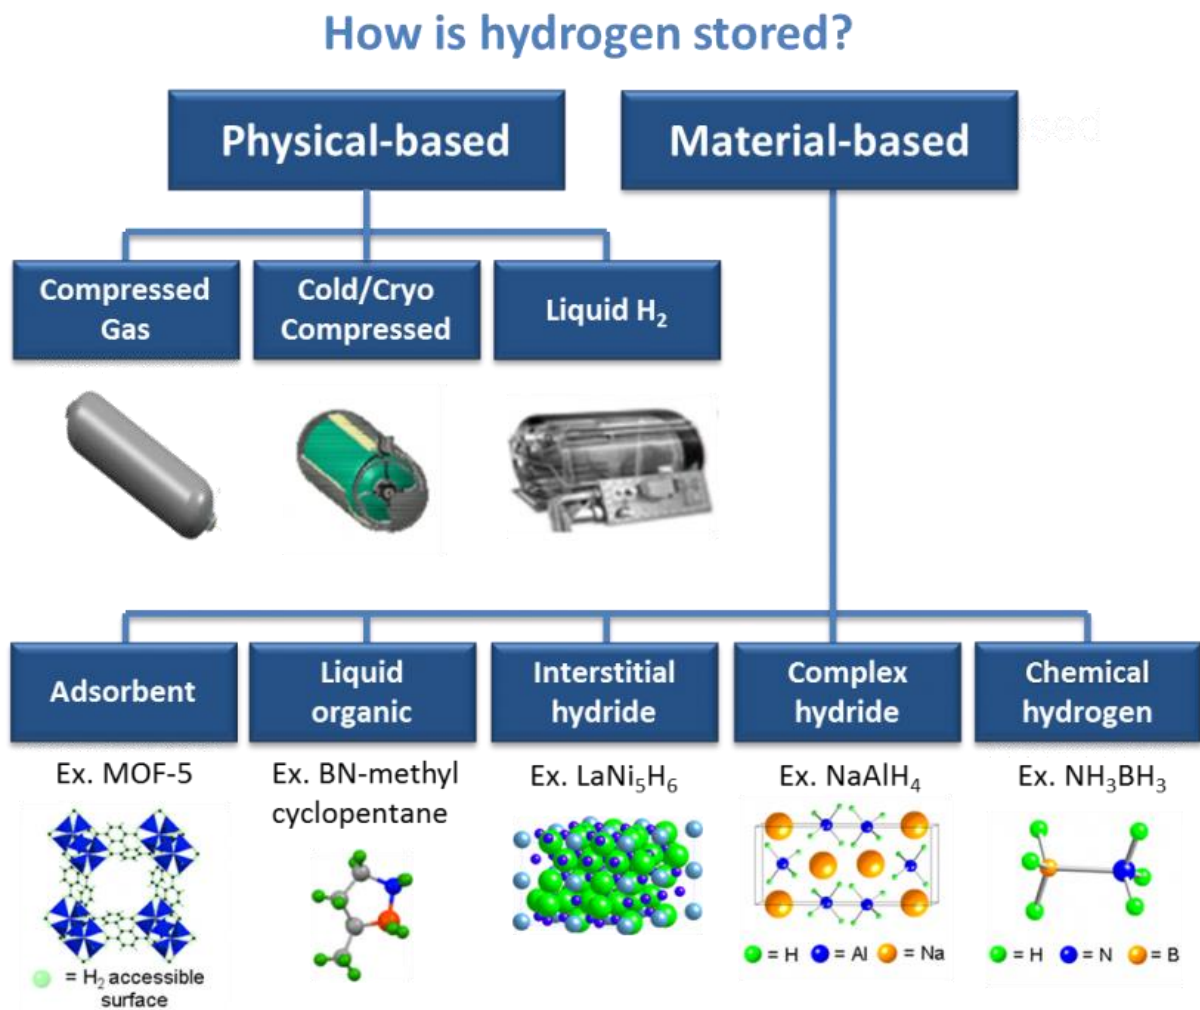 How is hydrogen stored?
Physical-based
Material-based
Compressed
Gas
Cold/Cryo
Compressed
Liquid H₂
Adsorbent
Liquid
organic
Interstitial
hydride
Complex
hydride
Chemical
hydrogen
Ex. MOF-5
Ex. BN-methyl
cyclopentane
Ex. LaNi₅H₆
Ex. NaAlH₄
Ex. NH₃BH₃
= H₂ accessible
surface
= H = Al = Na
= H = N = B